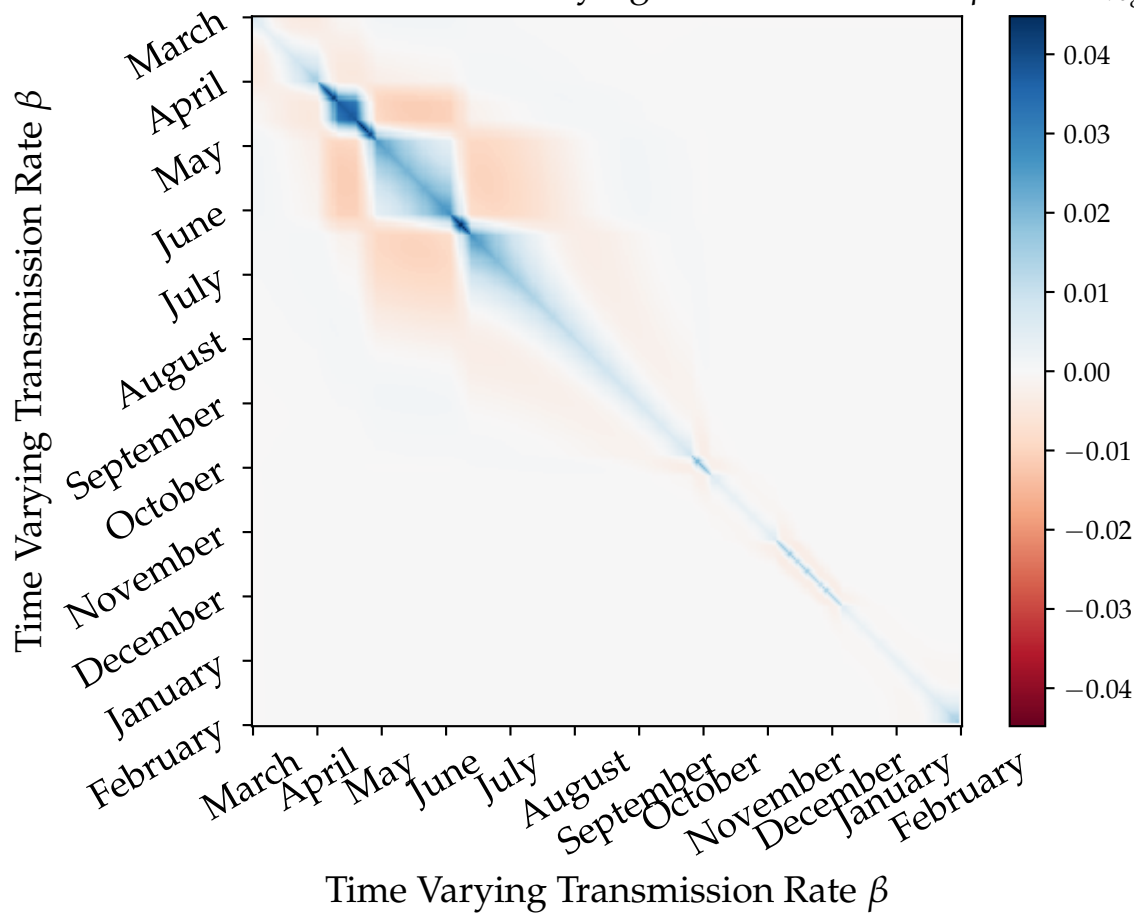 March
April
May
June
July
August
September
October
November
December
January
February
Time Varying Transmission Rate β
0.04
0.03
0.02
0.01
0.00
−0.01
−0.02
−0.03
−0.04
March
April
May
June
July
August
September
October
November
December
January
February
Time Varying Transmission Rate β